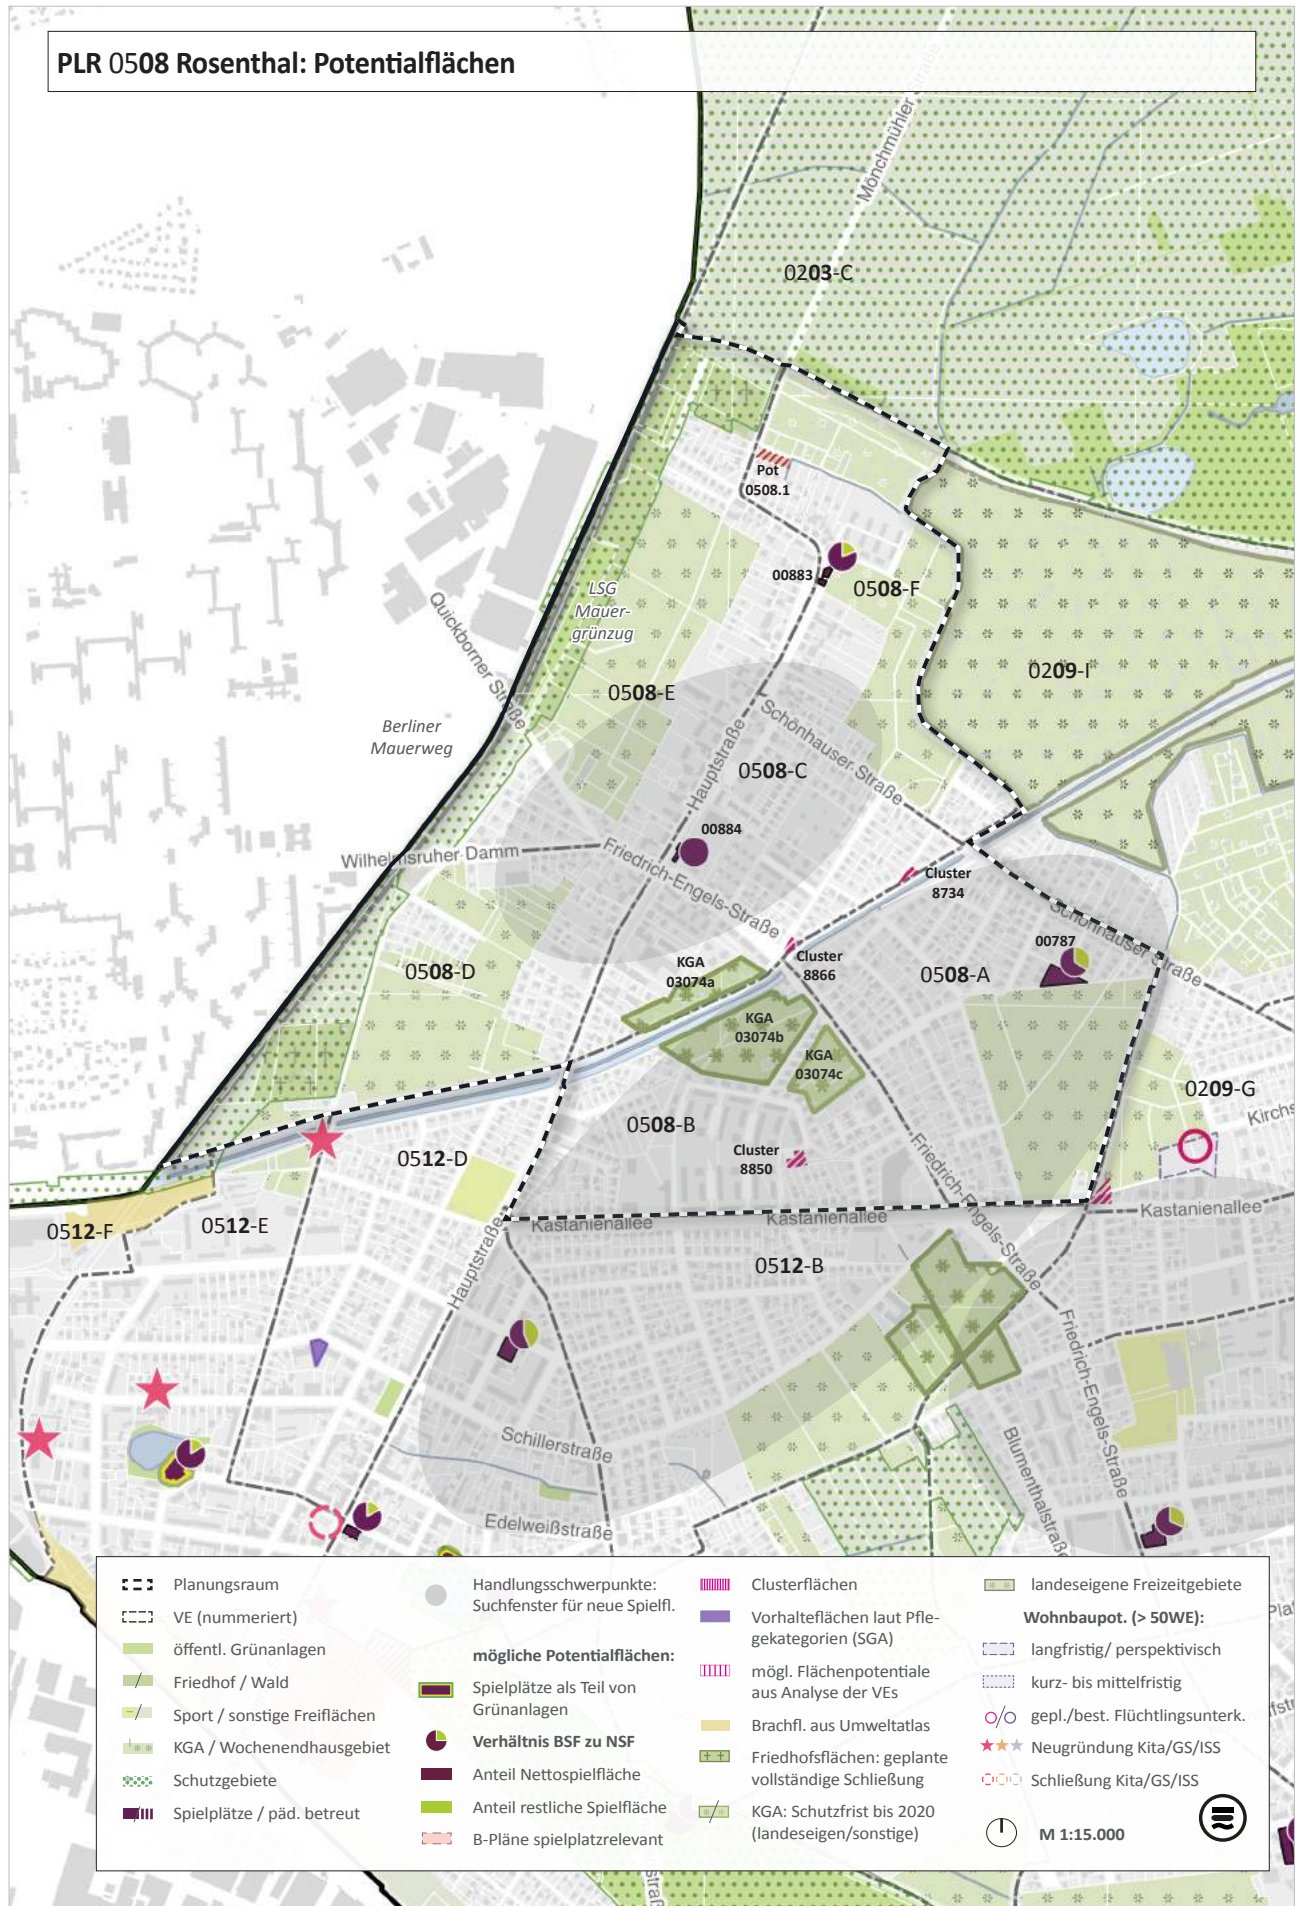 PLR 0508 Rosenthal: Potentialflächen
Mönchmühler
0203-C
Pot
0508.1
00883
0508-F
LSG
Mauer-
grünzug
Quickborner Straße
0209-I
0508-E
Berliner
Mauerweg
Hauptstraße
Schönhauser Straße
0508-C
00884
Wilhelmsruher Damm
Friedrich-Engels-Straße
Cluster
8734
Schönhauser Straße
00787
0508-D
KGA
03074a
Cluster
8866
0508-A
KGA
03074b
KGA
03074c
0209-G
Kirchs
0508-B
Cluster
8850
0512-D
Friedrich-Engels-Straße
0512-F
0512-E
Kastanienallee
Kastanienallee
Kastanienallee
Hauptstraße
0512-B
Friedrich-Engels-Straße
Schillerstraße
Blumenthalstraße
Edelweißstraße
Planungsraum
VE (nummeriert)
öffentl. Grünanlagen
Friedhof / Wald
Sport / sonstige Freiflächen
KGA / Wochenendhausgebiet
Schutzgebiete
Spielplätze / päd. betreut
Handlungsschwerpunkte:
Suchfenster für neue Spielfl.
mögliche Potentialflächen:
Spielplätze als Teil von
Grünanlagen
Verhältnis BSF zu NSF
Anteil Nettospielfläche
Anteil restliche Spielfläche
B-Pläne spielplatzrelevant
Clusterflächen
Vorhalteflächen laut Pfle-
gekategorien (SGA)
mögl. Flächenpotentiale
aus Analyse der VEs
Brachfl. aus Umweltatlas
Friedhofsflächen: geplante
vollständige Schließung
KGA: Schutzfrist bis 2020
(landeseigen/sonstige)
landeseigene Freizeitgebiete
Wohnbaupot. (> 50WE):
langfristig/ perspektivisch
kurz- bis mittelfristig
gepl./best. Flüchtlingsunterk.
Neugründung Kita/GS/ISS
Schließung Kita/GS/ISS
M 1:15.000